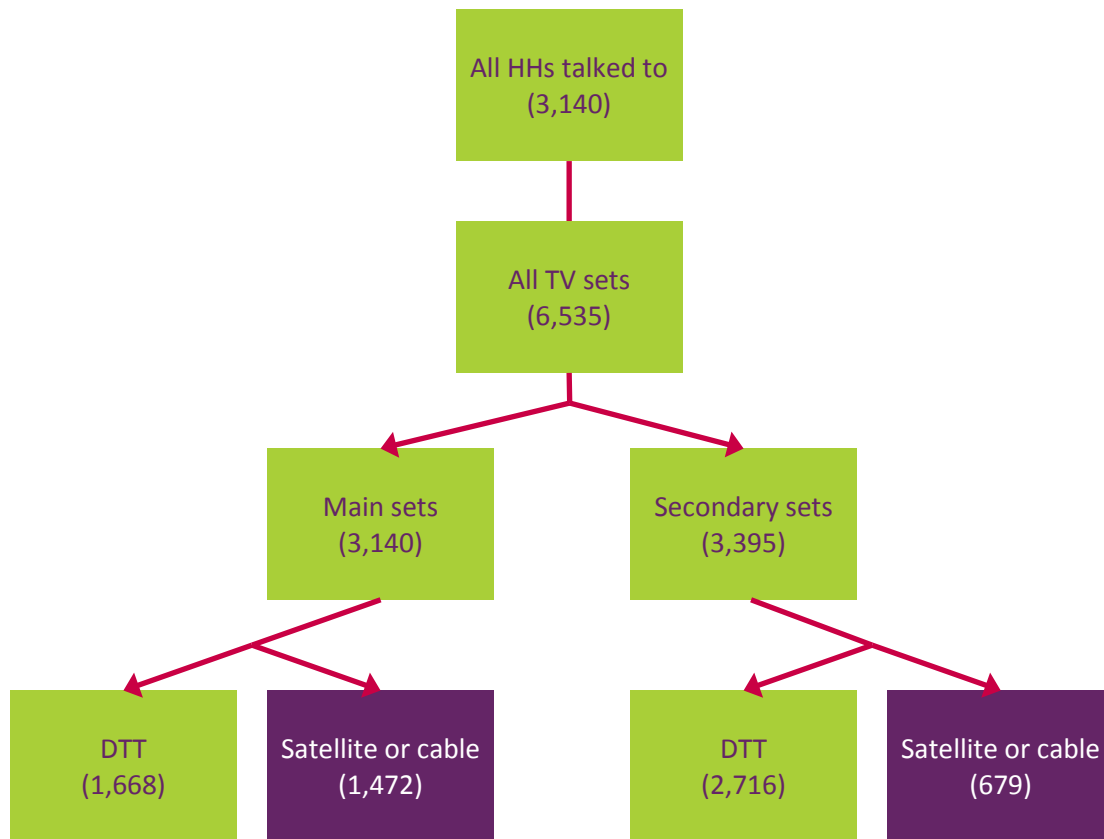 All HHs talked to
(3,140)
All TV sets
(6,535)
Main sets
(3,140)
Secondary sets
(3,395)
DTT
(1,668)
Satellite or cable
(1,472)
DTT
(2,716)
Satellite or cable
(679)